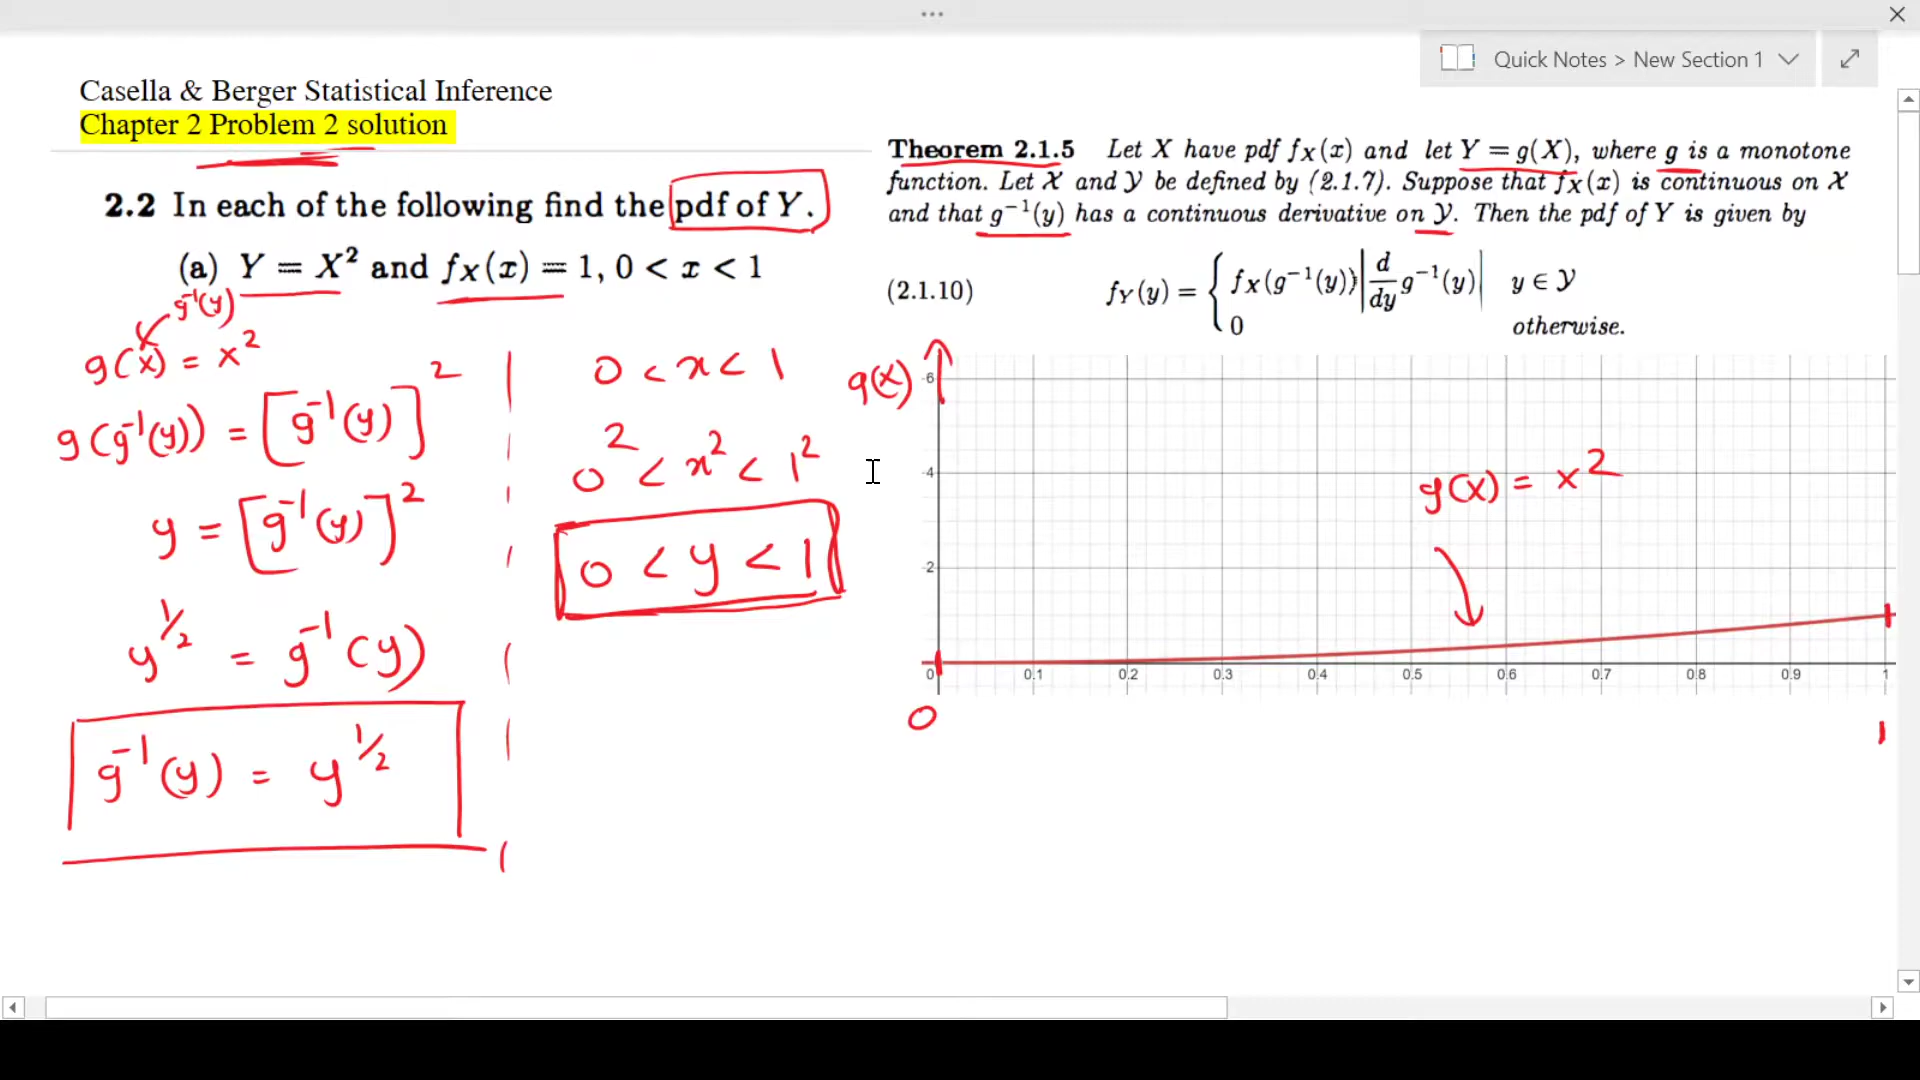 Quick Notes > New Section 1
Casella & Berger Statistical Inference
Chapter 2 Problem 2 solution
2.2 In each of the following find the pdf of Y.
(a) Y = X² and fX(x) = 1, 0 < x < 1
g⁻¹(y)
g(x) = x²
g(g⁻¹(y)) = [g⁻¹(y)]²
y = [g⁻¹(y)]²
y^½ = g⁻¹(y)
g⁻¹(y) = y^½
0 < x < 1
0² < x² < 1²
0 < y < 1
Theorem 2.1.5 Let X have pdf fX(x) and let Y = g(X), where g is a monotone
function. Let 𝒳 and 𝒴 be defined by (2.1.7). Suppose that fX(x) is continuous on 𝒳
and that g⁻¹(y) has a continuous derivative on 𝒴. Then the pdf of Y is given by
(2.1.10) fY(y) = { fX(g⁻¹(y)) |d/dy g⁻¹(y)| y ∈ 𝒴
0 otherwise.
g(x)
6
4
2
g(x) = x²
0 0.1 0.2 0.3 0.4 0.5 0.6 0.7 0.8 0.9 1
0 1